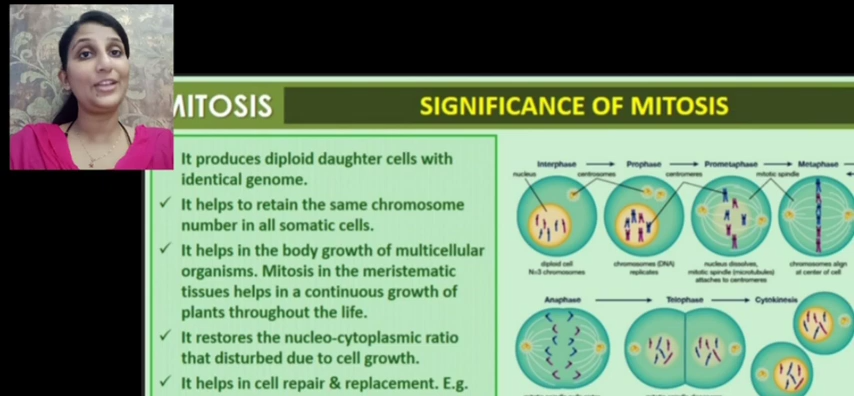 MITOSIS
SIGNIFICANCE OF MITOSIS
It produces diploid daughter cells with
identical genome.
✓ It helps to retain the same chromosome
number in all somatic cells.
✓ It helps in the body growth of multicellular
organisms. Mitosis in the meristematic
tissues helps in a continuous growth of
plants throughout the life.
✓ It restores the nucleo-cytoplasmic ratio
that disturbed due to cell growth.
✓ It helps in cell repair & replacement. E.g.
Interphase Prophase Prometaphase Metaphase
nucleus centrosomes centromeres mitotic spindle
diploid cell
N=3 chromosomes
chromosomes (DNA)
replicates
nucleus dissolves,
mitotic spindle (microtubules)
attaches to centromeres
chromosomes align
at center of cell
Anaphase Telophase Cytokinesis